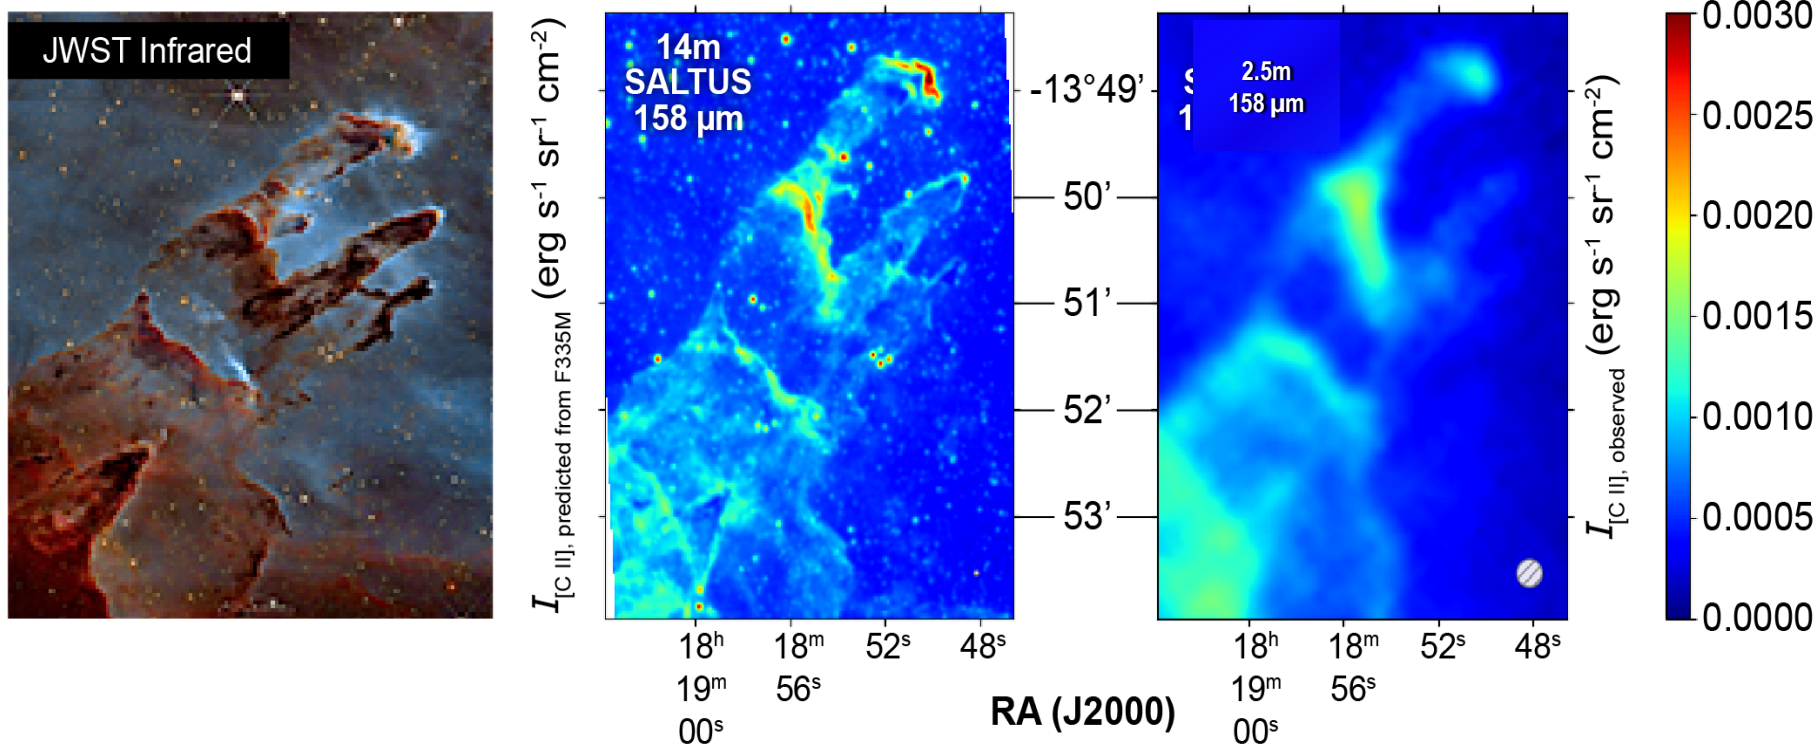 JWST Infrared
I[C II], predicted from F335M (erg s⁻¹ sr⁻¹ cm⁻²)
14m
SALTUS
158 µm
-13°49’
50’
51’
52’
53’
S
1
2.5m
158 µm
I[C II], observed (erg s⁻¹ sr⁻¹ cm⁻²)
0.0030
0.0025
0.0020
0.0015
0.0010
0.0005
0.0000
18ʰ 18ᵐ 52ˢ 48ˢ
19ᵐ 56ˢ
00ˢ
18ʰ 18ᵐ 52ˢ 48ˢ
19ᵐ 56ˢ
00ˢ
RA (J2000)